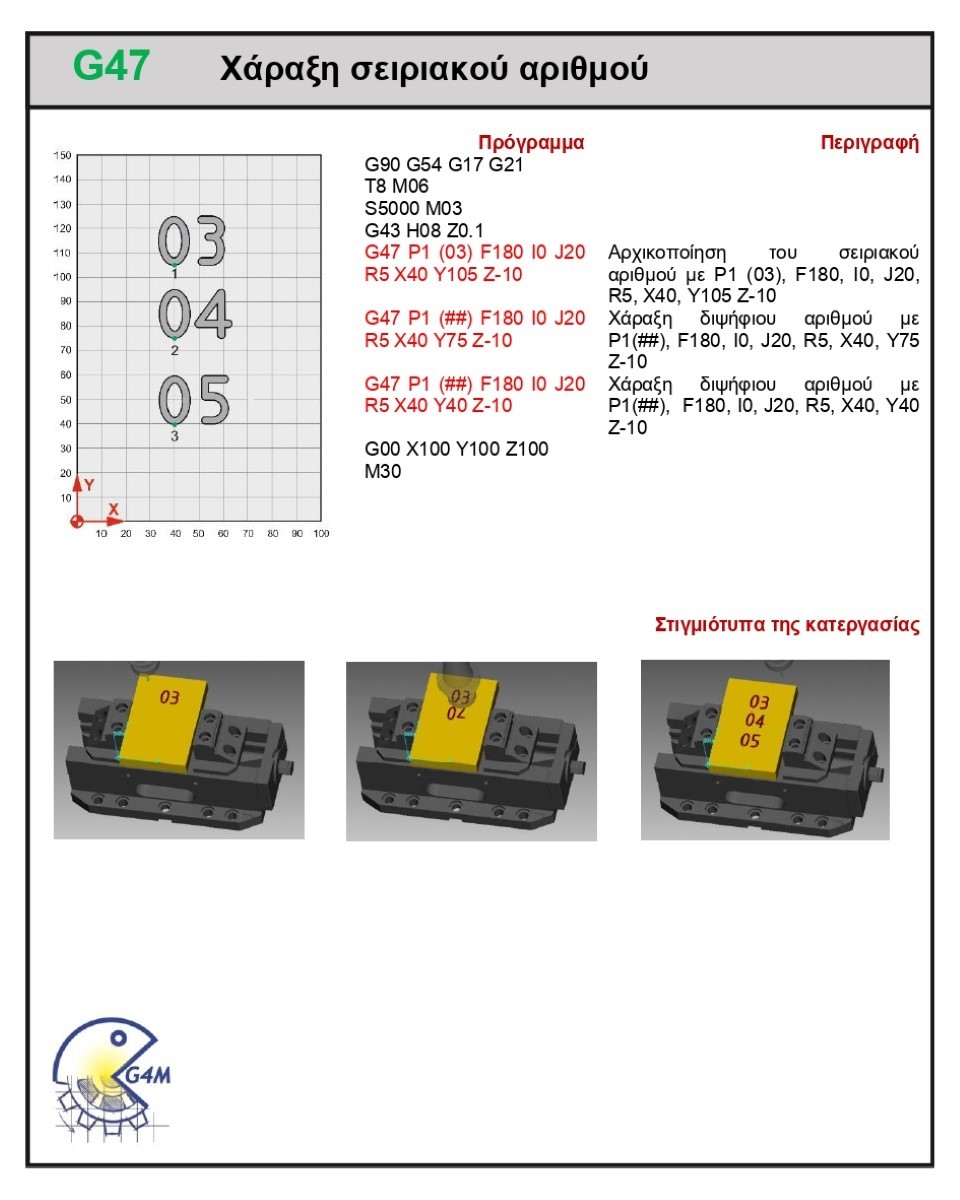 G47 Χάραξη σειριακού αριθμού
Πρόγραμμα Περιγραφή
G90 G54 G17 G21
T8 M06
S5000 M03
G43 H08 Z0.1
G47 P1 (03) F180 I0 J20
R5 X40 Y105 Z-10
Αρχικοποίηση του σειριακού
αριθμού με P1 (03), F180, I0, J20,
R5, X40, Y105 Z-10
G47 P1 (##) F180 I0 J20
R5 X40 Y75 Z-10
Χάραξη διψήφιου αριθμού με
P1(##), F180, I0, J20, R5, X40, Y75
Z-10
G47 P1 (##) F180 I0 J20
R5 X40 Y40 Z-10
Χάραξη διψήφιου αριθμού με
P1(##), F180, I0, J20, R5, X40, Y40
Z-10
G00 X100 Y100 Z100
M30
150
140
130
120
110
100
90
80
70
60
50
40
30
20
10
03
1
04
2
05
3
Y
X
10 20 30 40 50 60 70 80 90 100
Στιγμιότυπα της κατεργασίας
03
03
04
03
04
05
G4M